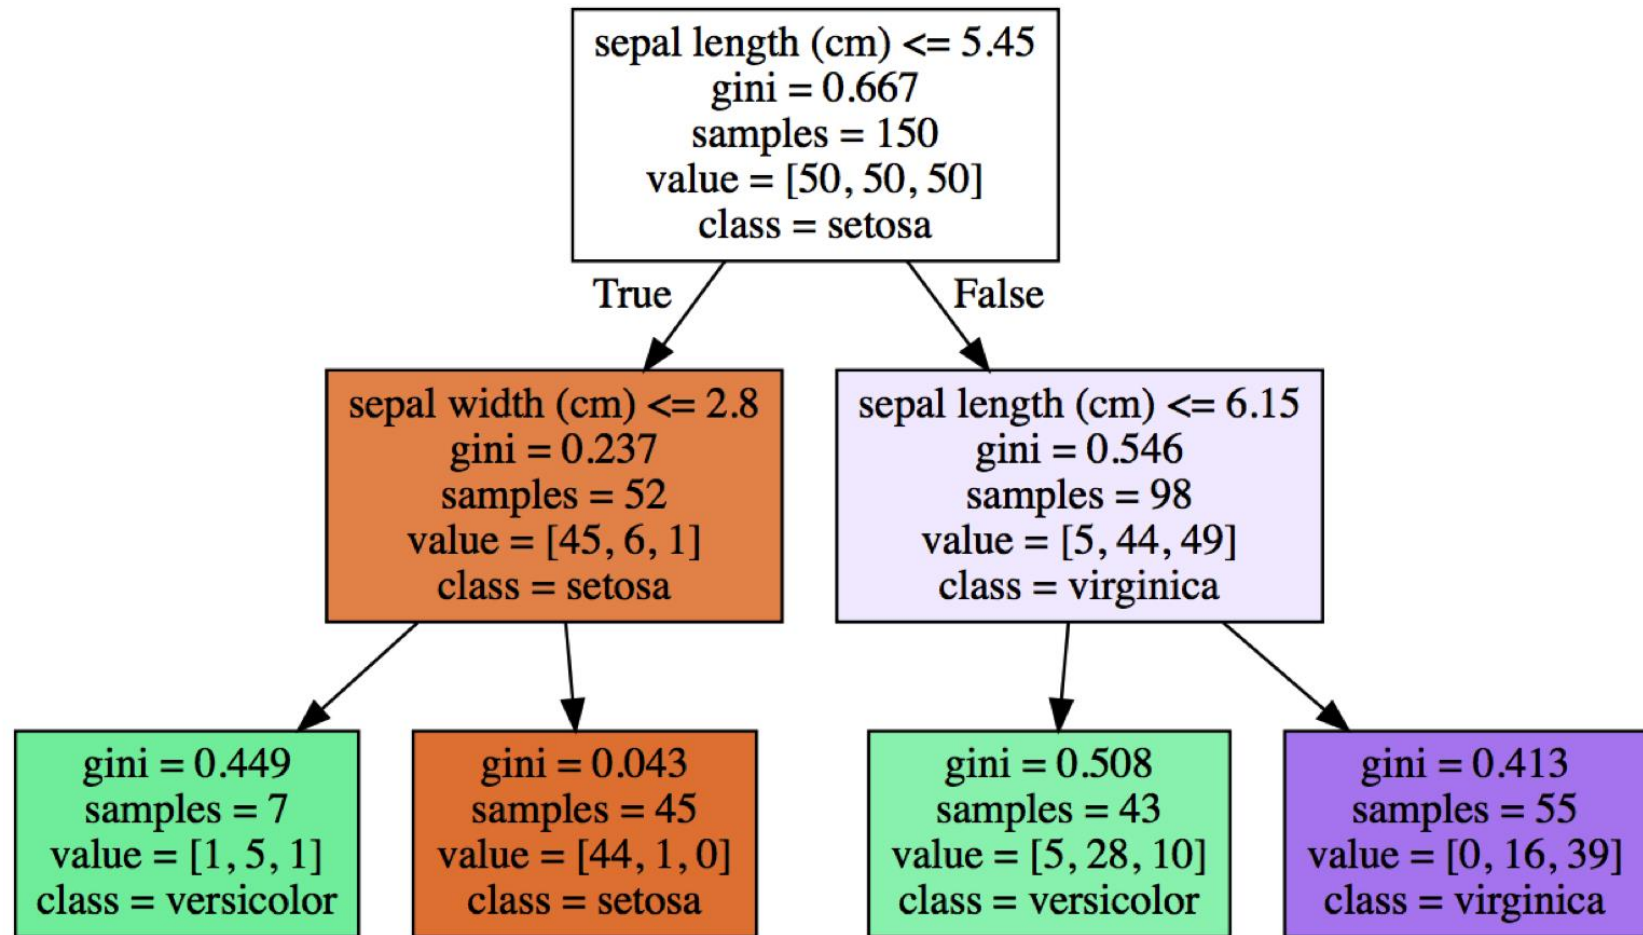 sepal length (cm) <= 5.45
gini = 0.667
samples = 150
value = [50, 50, 50]
class = setosa
True
False
sepal width (cm) <= 2.8
gini = 0.237
samples = 52
value = [45, 6, 1]
class = setosa
sepal length (cm) <= 6.15
gini = 0.546
samples = 98
value = [5, 44, 49]
class = virginica
gini = 0.449
samples = 7
value = [1, 5, 1]
class = versicolor
gini = 0.043
samples = 45
value = [44, 1, 0]
class = setosa
gini = 0.508
samples = 43
value = [5, 28, 10]
class = versicolor
gini = 0.413
samples = 55
value = [0, 16, 39]
class = virginica